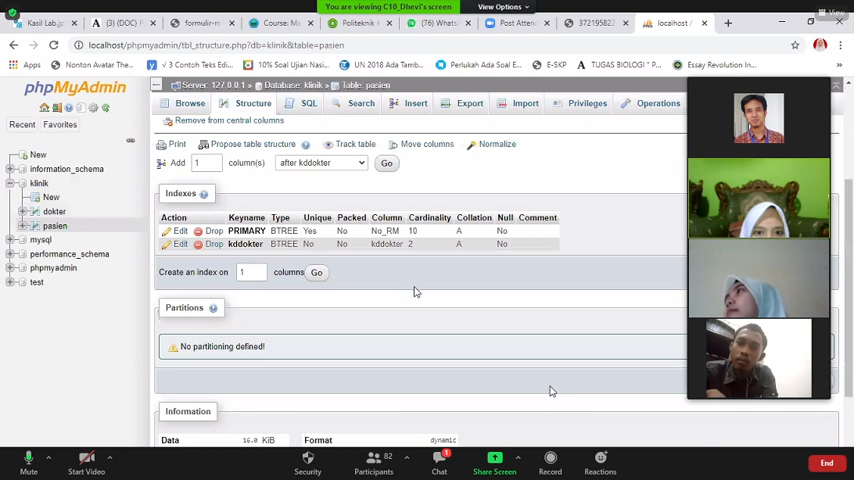 You are viewing C10_Dhevi's screen
View Options
View
Kasil Lab.jp
(DOC)
formulir-m
Course: Ma
Politeknik
(76) Whats
Post Attend
372195822
localhost /
localhost/phpmyadmin/tbl_structure.php?db=klinik&table=pasien
Apps
Nonton Avatar The...
√ 3 Contoh Teks Edit...
UN 2018 Ada Tamb...
Perlukah Ada Soal E...
E-SKP
TUGAS BIOLOGI " P...
Essay Revolution In...
phpMyAdmin
Recent
Favorites
New
information_schema
klinik
New
dokter
pasien
mysql
performance_schema
phpmyadmin
test
Server: 127.0.0.1 » Database: klinik » Table: pasien
Browse
Structure
SQL
Search
Insert
Export
Import
Privileges
Operations
Remove from central columns
Print
Propose table structure
Track table
Move columns
Normalize
Add 1 column(s) after kddokter Go
Indexes
Action Keyname Type Unique Packed Column Cardinality Collation Null Comment
Edit Drop PRIMARY BTREE Yes No No_RM 10 A No
Edit Drop kddokter BTREE No No kddokter 2 A No
Create an index on 1 columns Go
Partitions
No partitioning defined!
Information
Data 16.0 KiB
Format dynamic
Mute
Start Video
Security
82
Participants
1
Chat
Share Screen
Record
Reactions
End